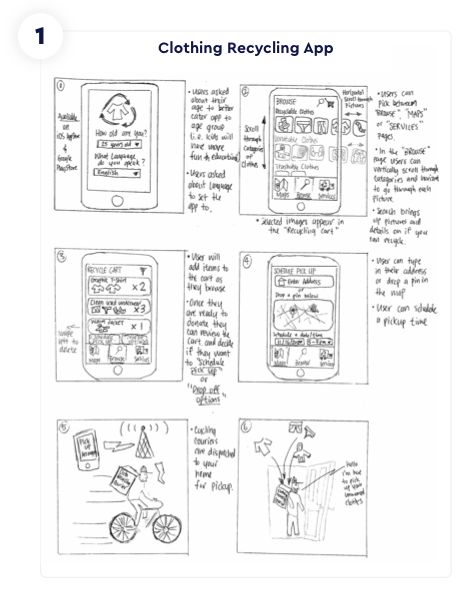 1
Clothing Recycling App
1
Available
on
iOS App Store
&
Google
Playstore
How old are you?
25 years old
What Language
do you speak?
English
• Users asked
about their
age to better
cater app to
age group
i.e. kids will
have more
fun & educational
• Users asked
about Language
to set the
app to.
2
BROWSE
Recyclable Clothes
Clothes
Maps
Browse
Services
Scroll
through
Categories
of
Clothes
Horizontal
Scroll through
Pictures
• Selected images appear in
the "Recycling Cart"
• Users can
pick between
"BROWSE", "MAPS"
or "SERVICES"
Pages.
• In the "BROWSE"
page users can
vertically scroll through
categories and horizontal
to go through each
picture.
• Search brings
up pictures and
details on if you
can recycle.
3
RECYCLE CART
Graphic T-Shirt
x 2
Clean used underwear
x 3
Winter Jacket
x 1
Maps
Browse
Services
Swipe
left to
delete
• User will
add items to
the cart as
they browse
• Once they
are ready to
donate they
can review the
cart and decide
if they want
to "Schedule
PICK UP"
or
"Drop off
options"
4
SCHEDULE PICK UP
Enter Address
or
Drop a pin below
Schedule a date/time
Maps
Browse
Services
• User can type
in their address
or drop a pin in
the map
• User can schedule
a pickup time
5
Pick
up
• Cycling
couriers
are dispatched
to your
home
for pickup.
6
hello
i'm here
to pick
up your
unwanted
clothes